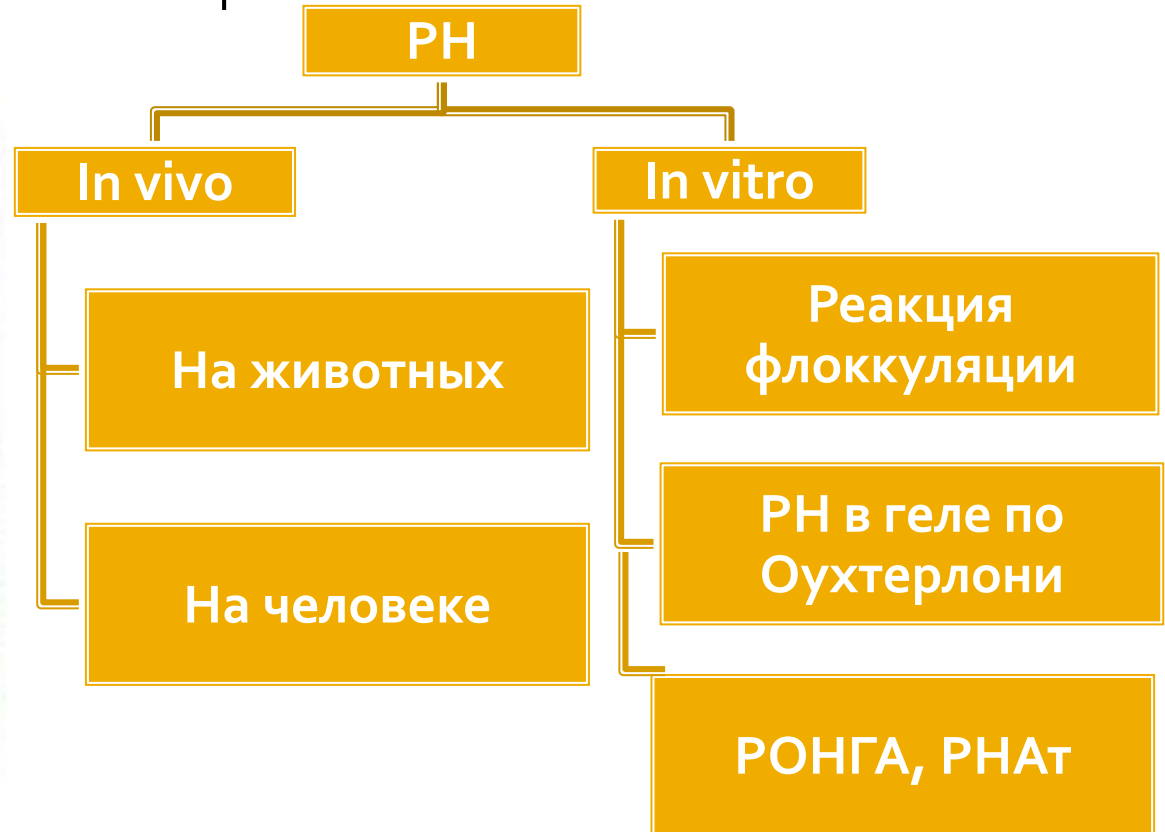 РН
In vivo
In vitro
На животных
На человеке
Реакция
флоккуляции
РН в геле по
Оухтерлони
РОНГА, РНАт